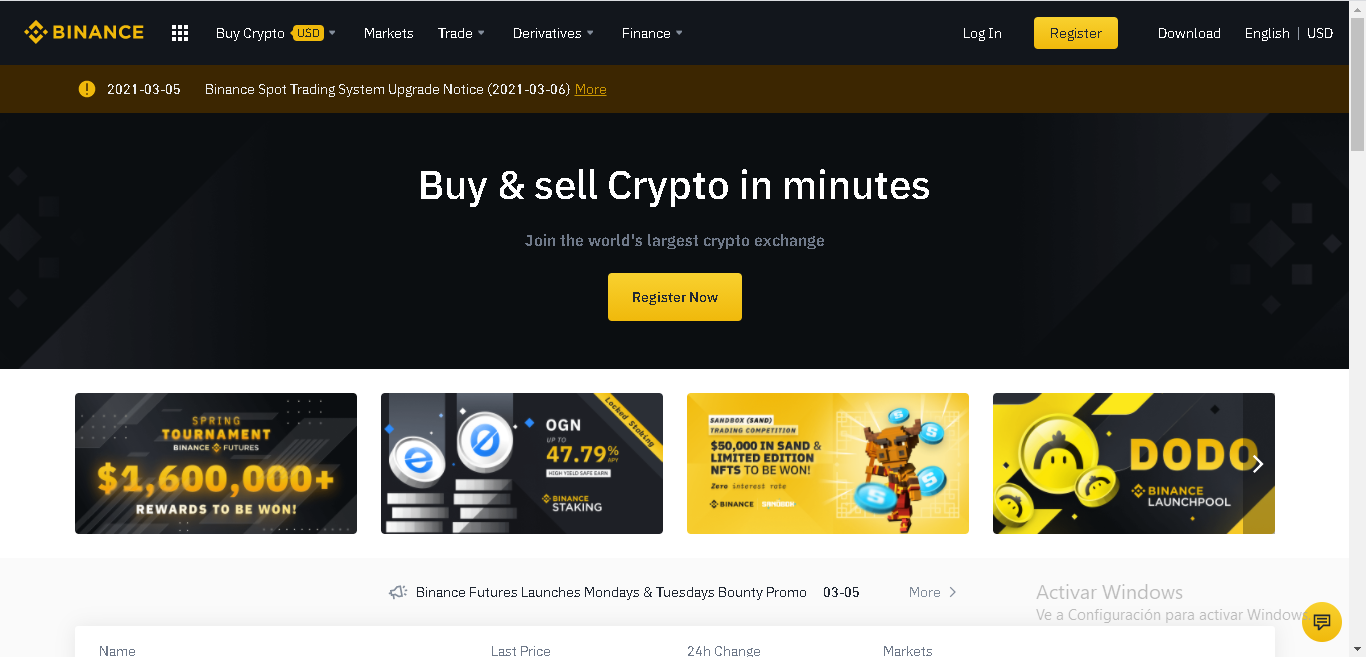 BINANCE
Buy Crypto USD Markets Trade Derivatives Finance Log In Register Download English | USD
2021-03-05 Binance Spot Trading System Upgrade Notice (2021-03-06) More
Buy & sell Crypto in minutes
Join the world's largest crypto exchange
Register Now
SPRING
TOURNAMENT
BINANCE FUTURES
$1,600,000+
REWARDS TO BE WON!
Locked Staking
OGN
UP TO
47.79% APY
HIGH YIELD SAFE EARN
BINANCE
STAKING
SANDBOX (SAND)
TRADING COMPETITION
$50,000 IN SAND &
LIMITED EDITION
NFTS TO BE WON!
Zero interest rate
BINANCE SANDBOX
DODO
BINANCE
LAUNCHPOOL
Binance Futures Launches Mondays & Tuesdays Bounty Promo 03-05 More
Activar Windows
Ve a Configuración para activar Windows.
Name Last Price 24h Change Markets